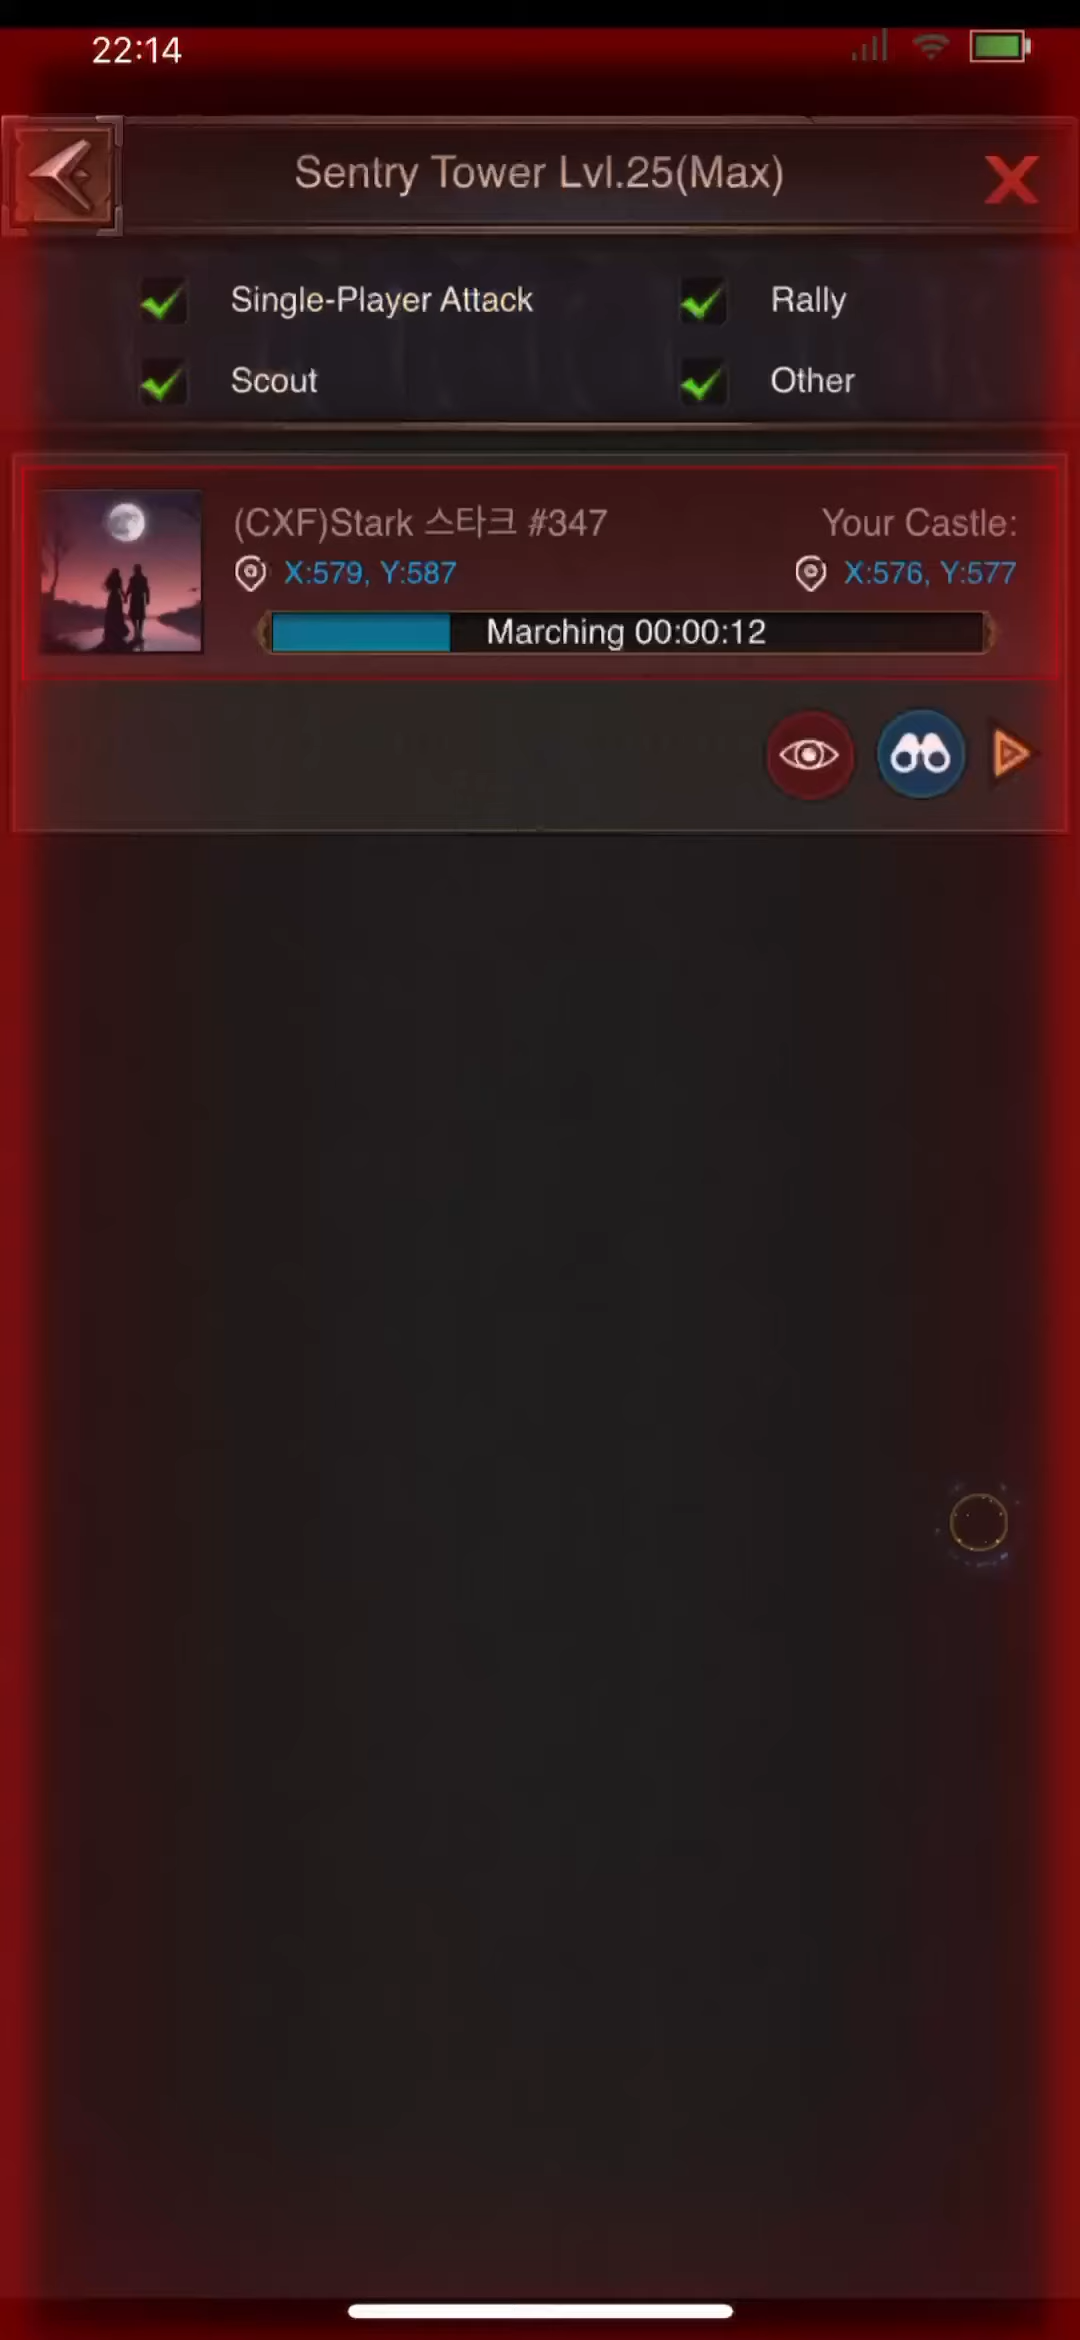 22:14
Sentry Tower Lvl.25(Max)
Single-Player Attack
Rally
Scout
Other
(CXF)Stark 스타크 #347
Your Castle:
X:579, Y:587
X:576, Y:577
Marching 00:00:12